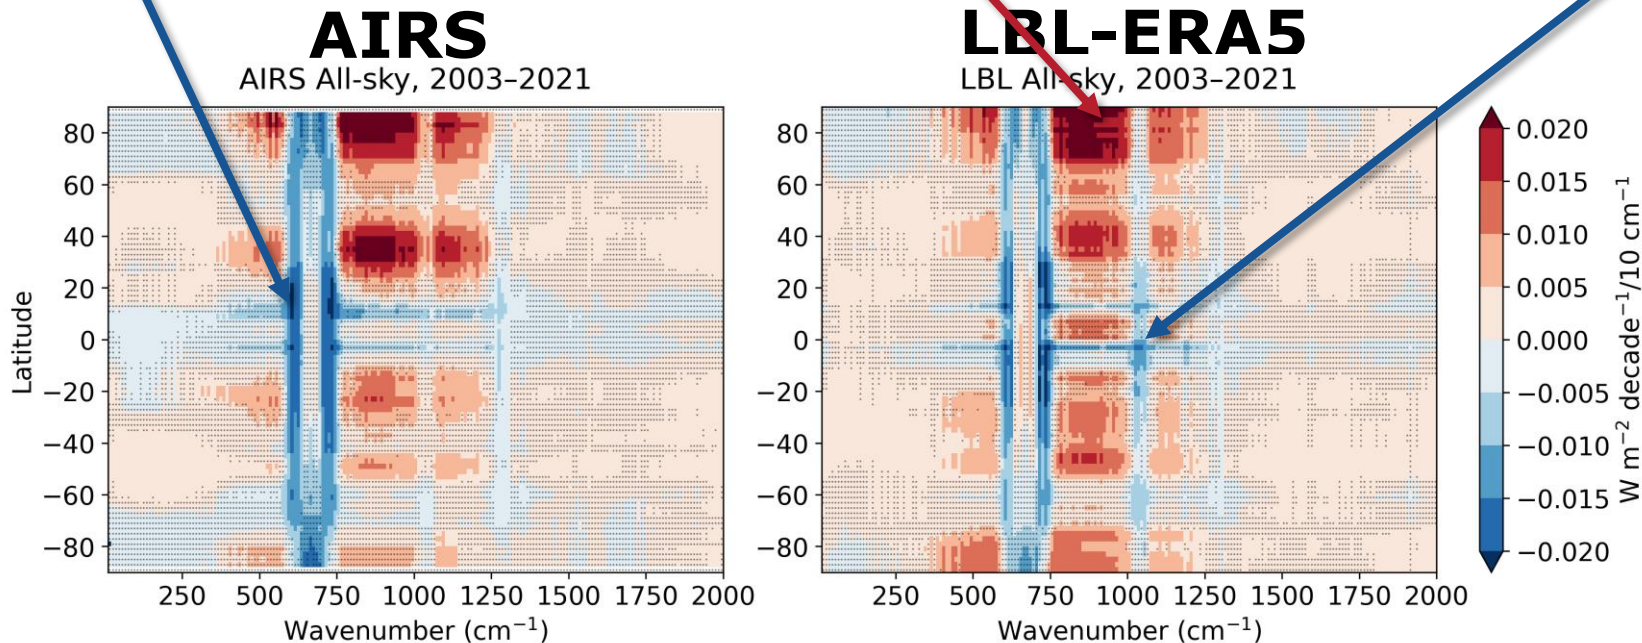 AIRS
AIRS All-sky, 2003–2021
Latitude
80
60
40
20
0
−20
−40
−60
−80
250 500 750 1000 1250 1500 1750 2000
Wavenumber (cm⁻¹)
LBL-ERA5
LBL All-sky, 2003–2021
80
60
40
20
0
−20
−40
−60
−80
250 500 750 1000 1250 1500 1750 2000
Wavenumber (cm⁻¹)
0.020
0.015
0.010
0.005
0.000
−0.005
−0.010
−0.015
−0.020
W m⁻² decade⁻¹/10 cm⁻¹